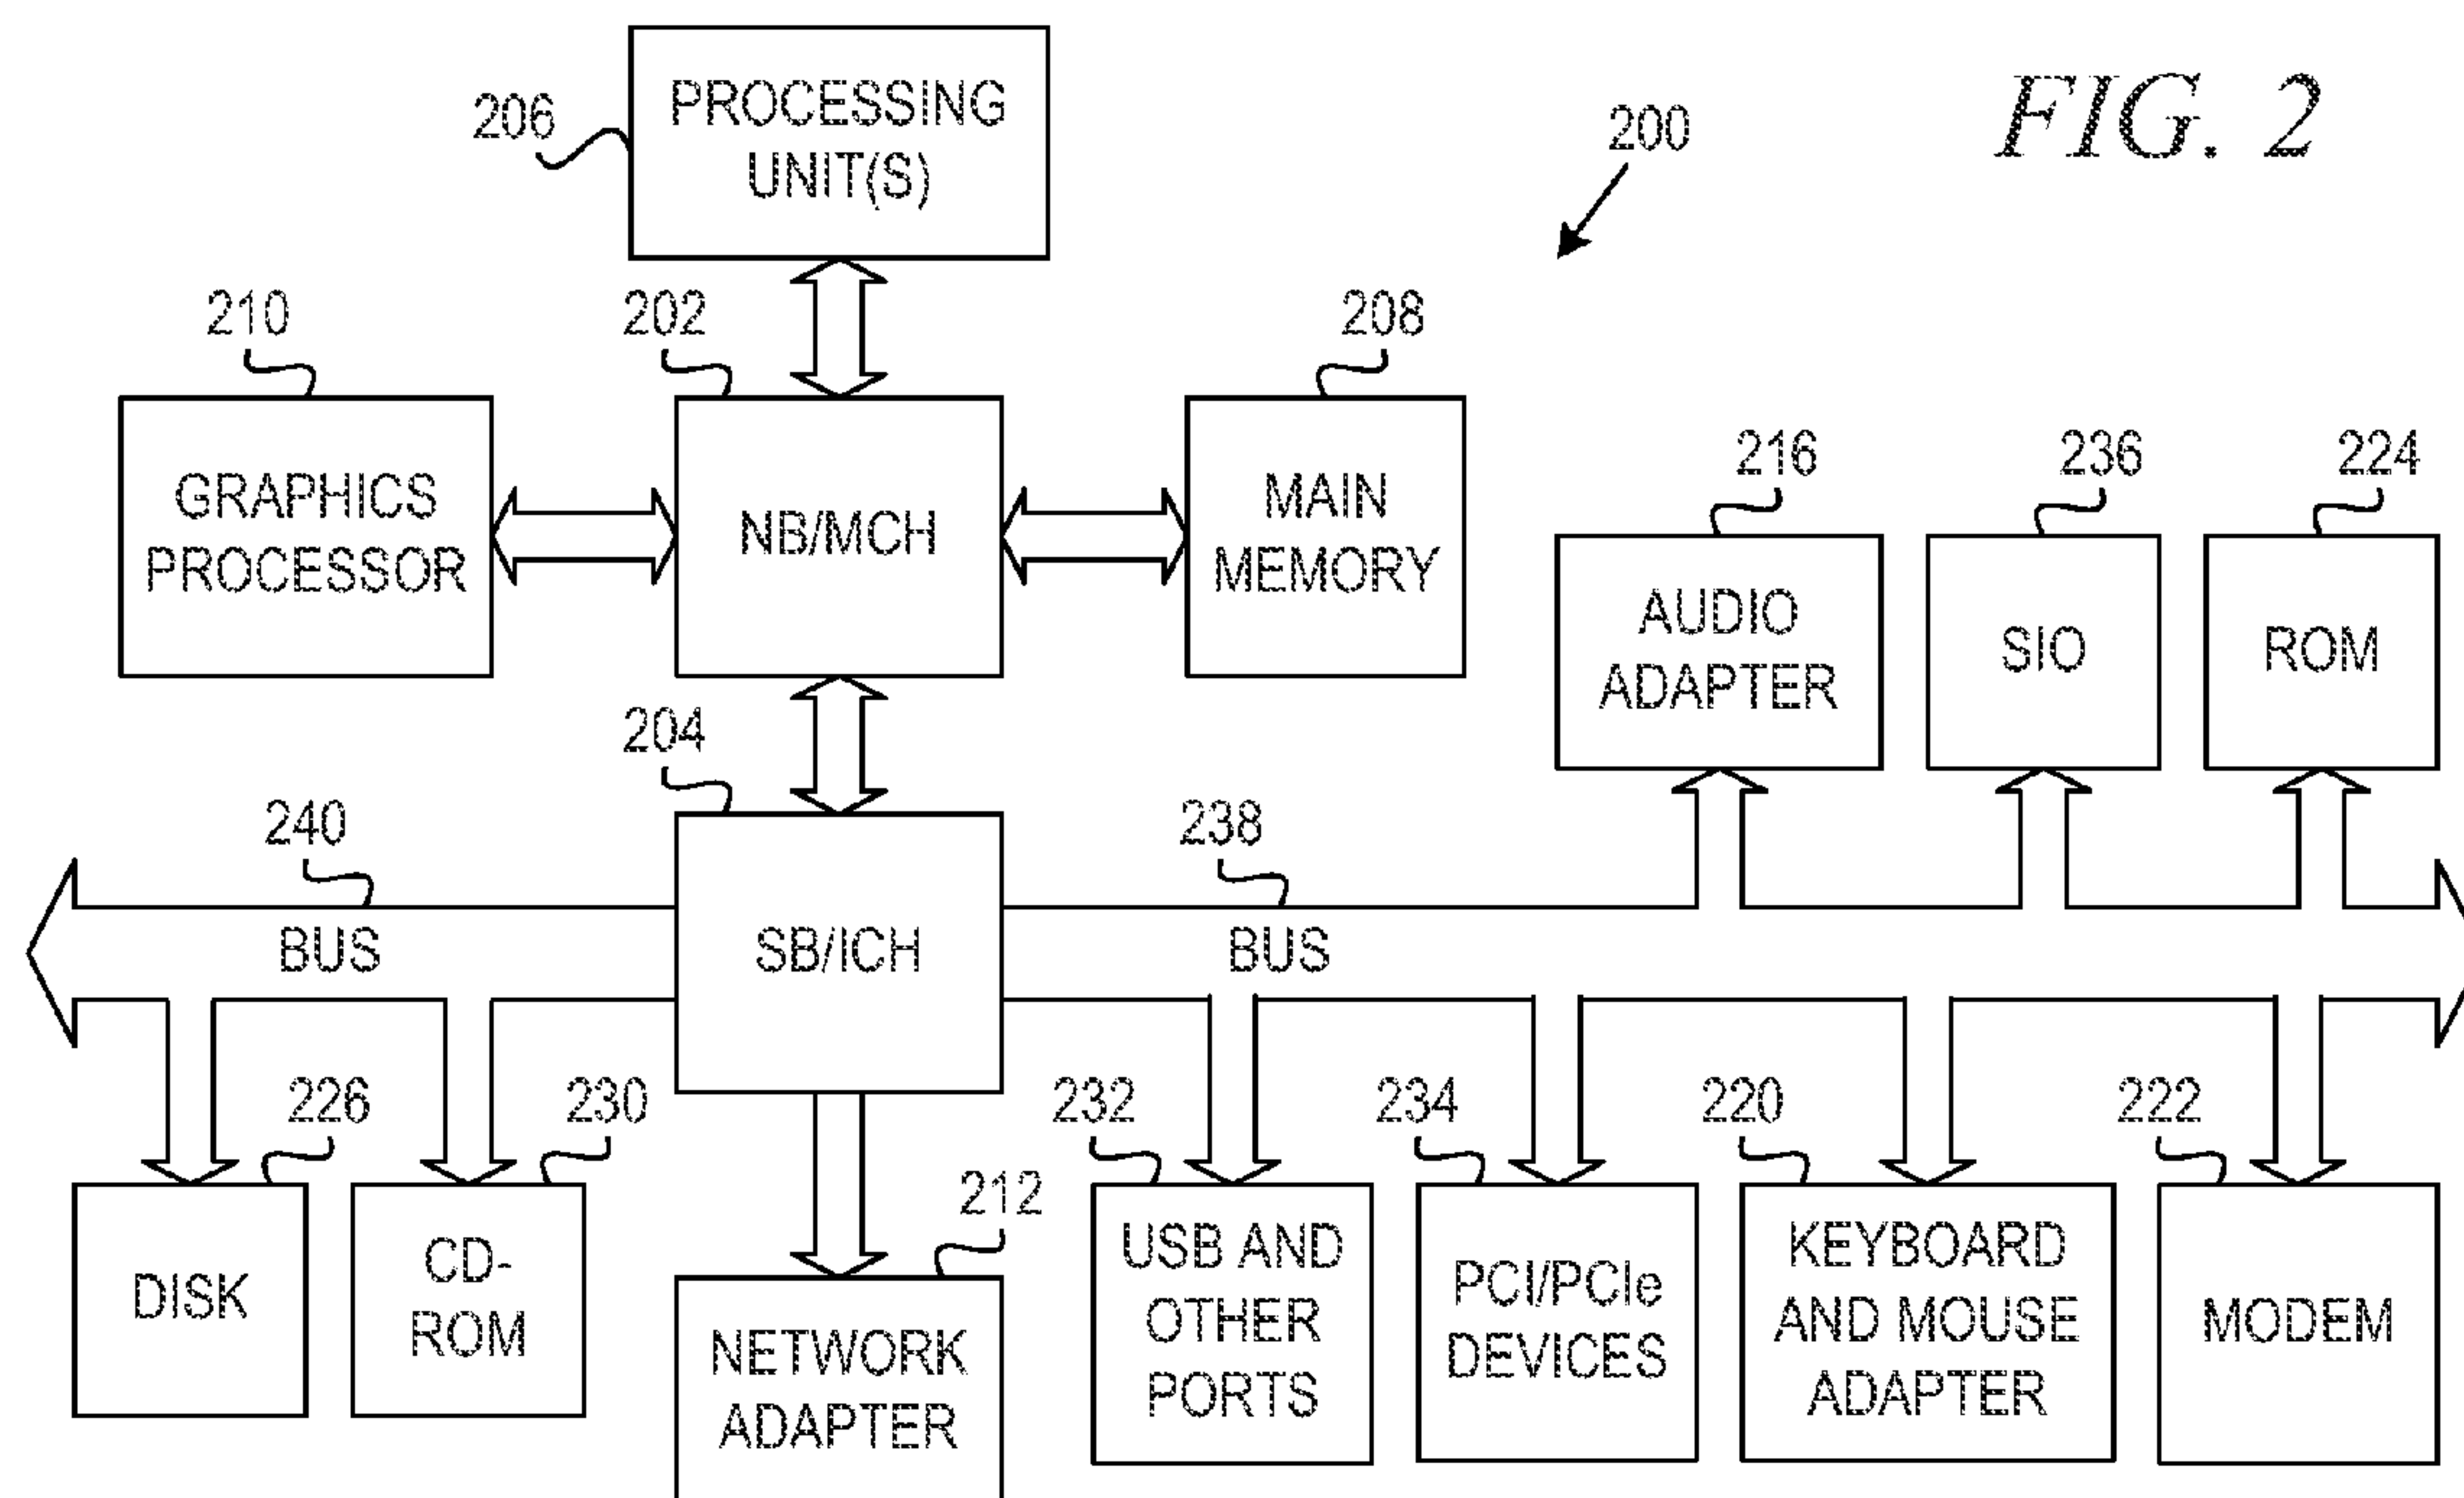 FIG. 2
200
206
PROCESSING
UNIT(S)
210
202
208
GRAPHICS
PROCESSOR
NB/MCH
MAIN
MEMORY
216
236
224
AUDIO
ADAPTER
SIO
ROM
204
240
238
BUS
SB/ICH
BUS
226
230
212
232
234
220
222
DISK
CD-
ROM
NETWORK
ADAPTER
USB AND
OTHER
PORTS
PCI/PCIe
DEVICES
KEYBOARD
AND MOUSE
ADAPTER
MODEM